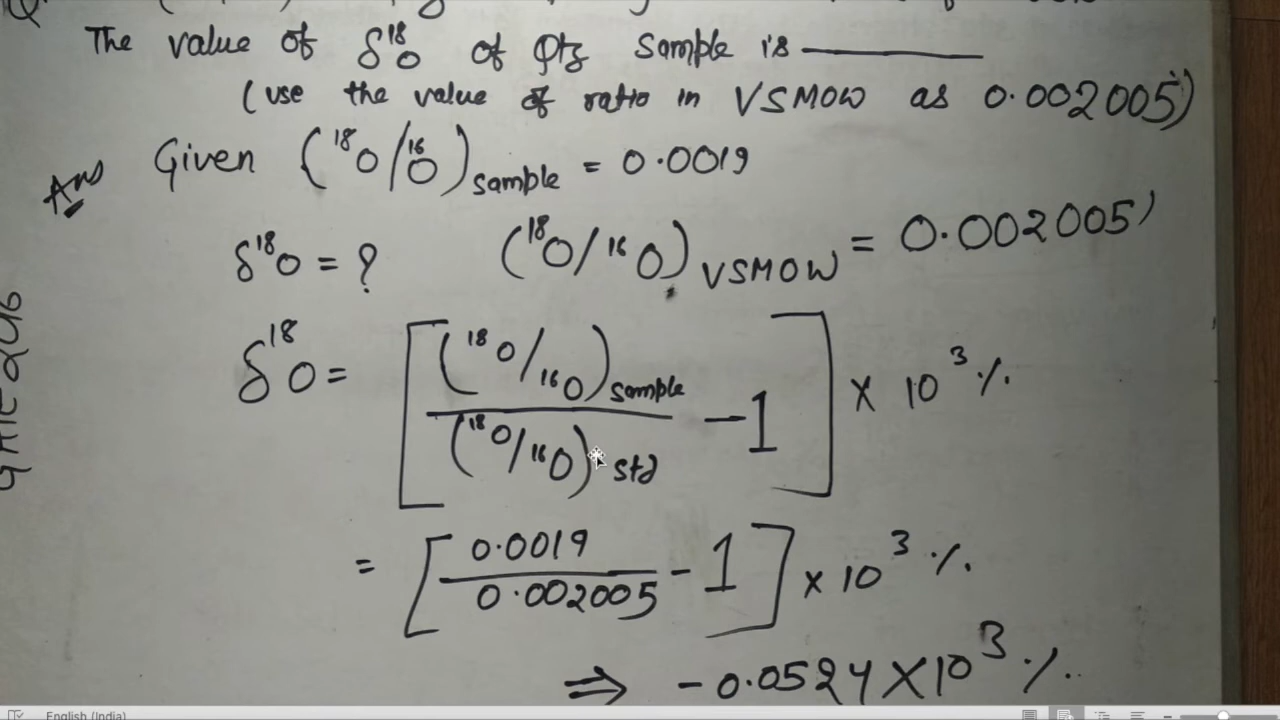 The value of δ¹⁸O of Qtz sample is ________
(use the value of ratio in VSMOW as 0.002005)
Ans Given (¹⁸O/¹⁶O)sample = 0.0019
δ¹⁸O = ? (¹⁸O/¹⁶O)VSMOW = 0.002005)
δ¹⁸O = [(¹⁸O/¹⁶O)sample / (¹⁸O/¹⁶O)std - 1] × 10³ %.
= [0.0019 / 0.002005 - 1] × 10³ %.
⇒ -0.0524 × 10³ %.
English (India)